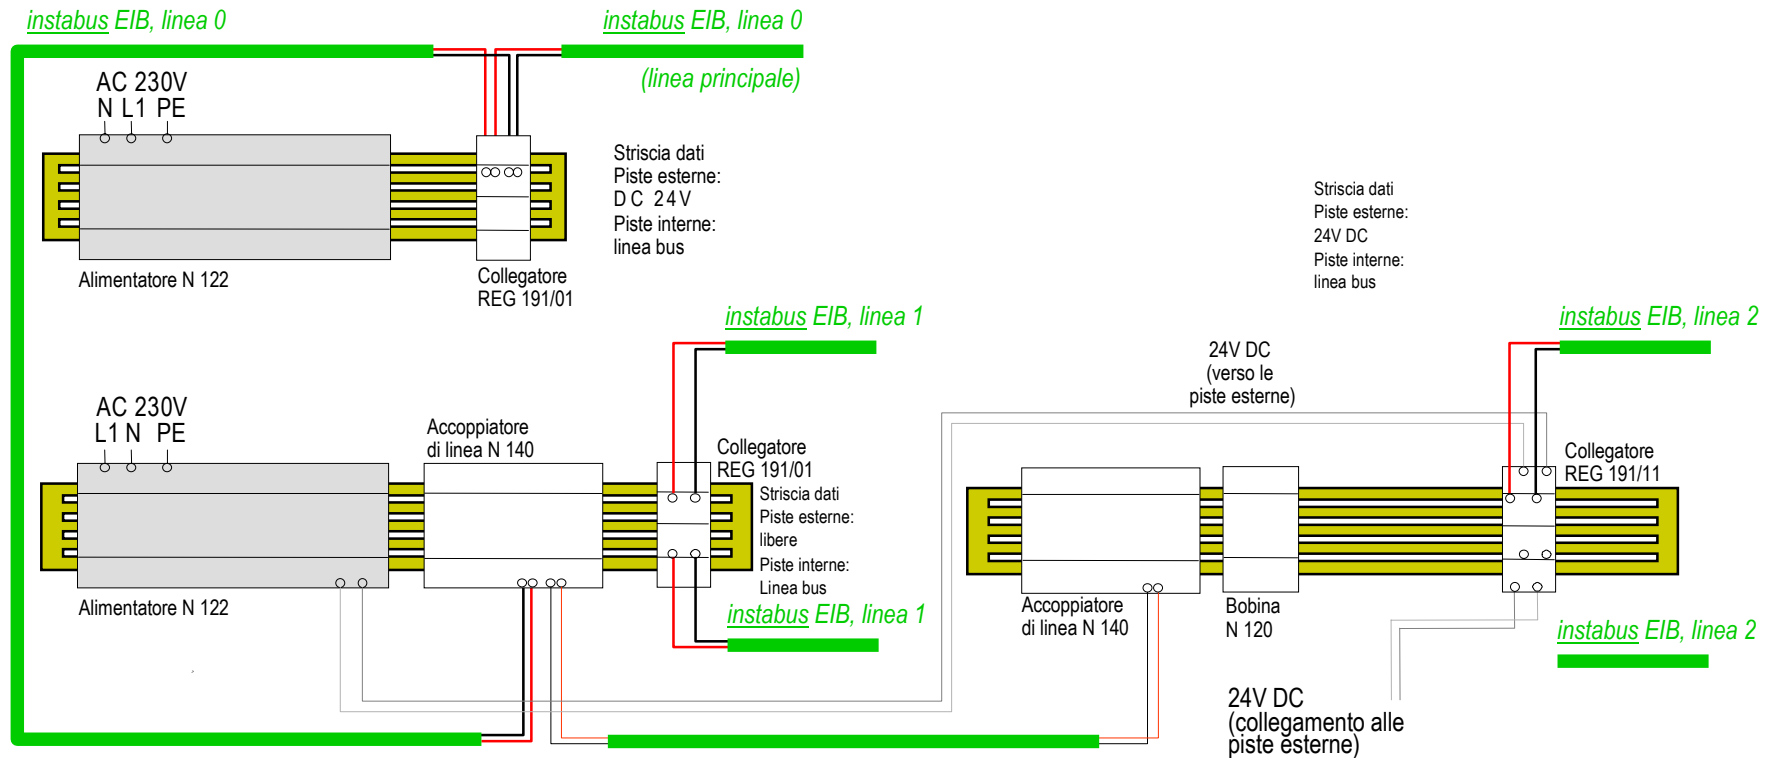 instabus EIB, linea 0
instabus EIB, linea 0
(linea principale)
AC 230V
N L1 PE
Striscia dati
Piste esterne:
DC 24V
Piste interne:
linea bus
Alimentatore N 122
Collegatore
REG 191/01
Striscia dati
Piste esterne:
24V DC
Piste interne:
linea bus
instabus EIB, linea 1
instabus EIB, linea 2
24V DC
(verso le
piste esterne)
AC 230V
L1 N PE
Accoppiatore
di linea N 140
Collegatore
REG 191/01
Striscia dati
Piste esterne:
libere
Piste interne:
Linea bus
Collegatore
REG 191/11
Alimentatore N 122
instabus EIB, linea 1
Accoppiatore
di linea N 140
Bobina
N 120
instabus EIB, linea 2
24V DC
(collegamento alle
piste esterne)